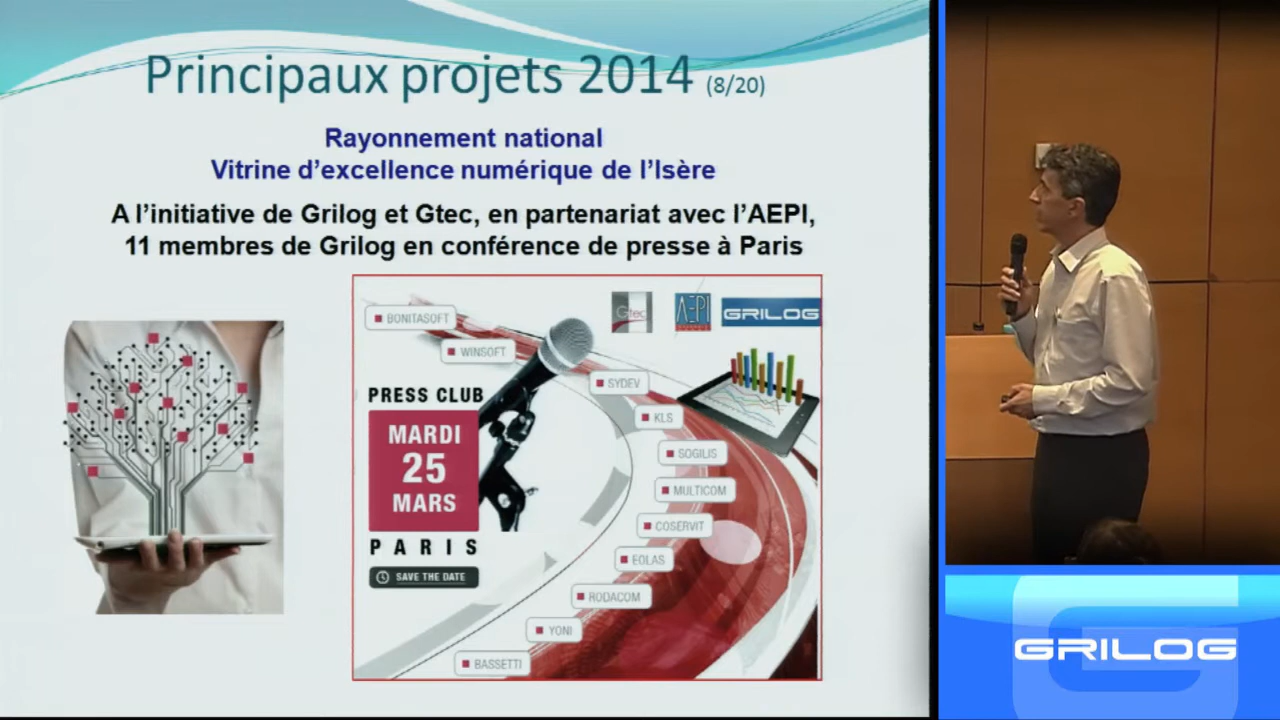 Principaux projets 2014 (8/20)
Rayonnement national
Vitrine d’excellence numérique de l’Isère
A l’initiative de Grilog et Gtec, en partenariat avec l’AEPI,
11 membres de Grilog en conférence de presse à Paris
Gtec
AEPI
GRILOG
BONITASOFT
WINSOFT
SYDEV
KLS
SOGILIS
MULTICOM
COSERVIT
EOLAS
RODACOM
YONI
BASSETTI
PRESS CLUB
MARDI
25
MARS
PARIS
SAVE THE DATE
GRILOG